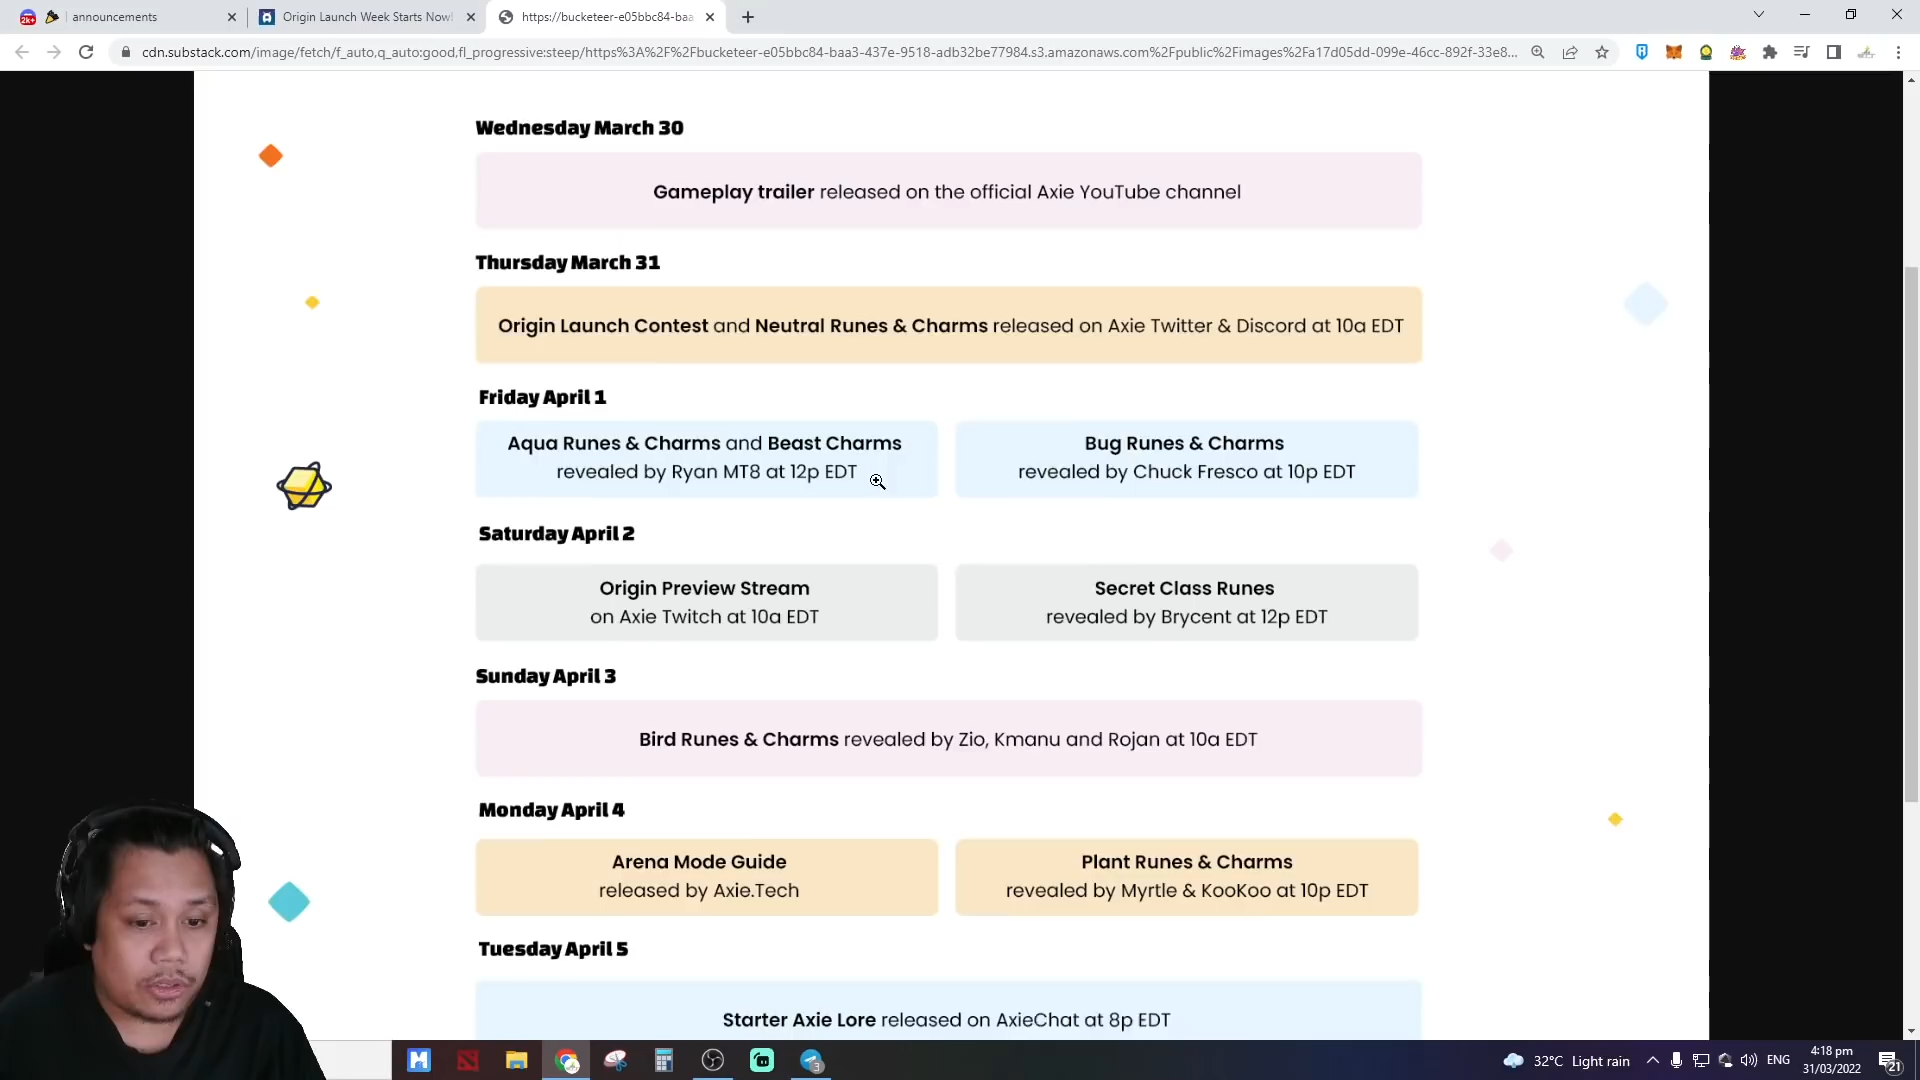 announcements
Origin Launch Week Starts Now!
https://bucketeer-e05bbc84-baa
cdn.substack.com/image/fetch/f_auto,q_auto:good,fl_progressive:steep/https%3A%2F%2Fbucketeer-e05bbc84-baa3-437e-9518-adb32be77984.s3.amazonaws.com%2Fpublic%2Fimages%2Fa17d05dd-099e-46cc-892f-33e8...
Wednesday March 30
Gameplay trailer released on the official Axie YouTube channel
Thursday March 31
Origin Launch Contest and Neutral Runes & Charms released on Axie Twitter & Discord at 10a EDT
Friday April 1
Aqua Runes & Charms and Beast Charms
revealed by Ryan MT8 at 12p EDT
Bug Runes & Charms
revealed by Chuck Fresco at 10p EDT
Saturday April 2
Origin Preview Stream
on Axie Twitch at 10a EDT
Secret Class Runes
revealed by Brycent at 12p EDT
Sunday April 3
Bird Runes & Charms revealed by Zio, Kmanu and Rojan at 10a EDT
Monday April 4
Arena Mode Guide
released by Axie.Tech
Plant Runes & Charms
revealed by Myrtle & KooKoo at 10p EDT
Tuesday April 5
Starter Axie Lore released on AxieChat at 8p EDT
32°C Light rain
ENG
4:18 pm
31/03/2022
21